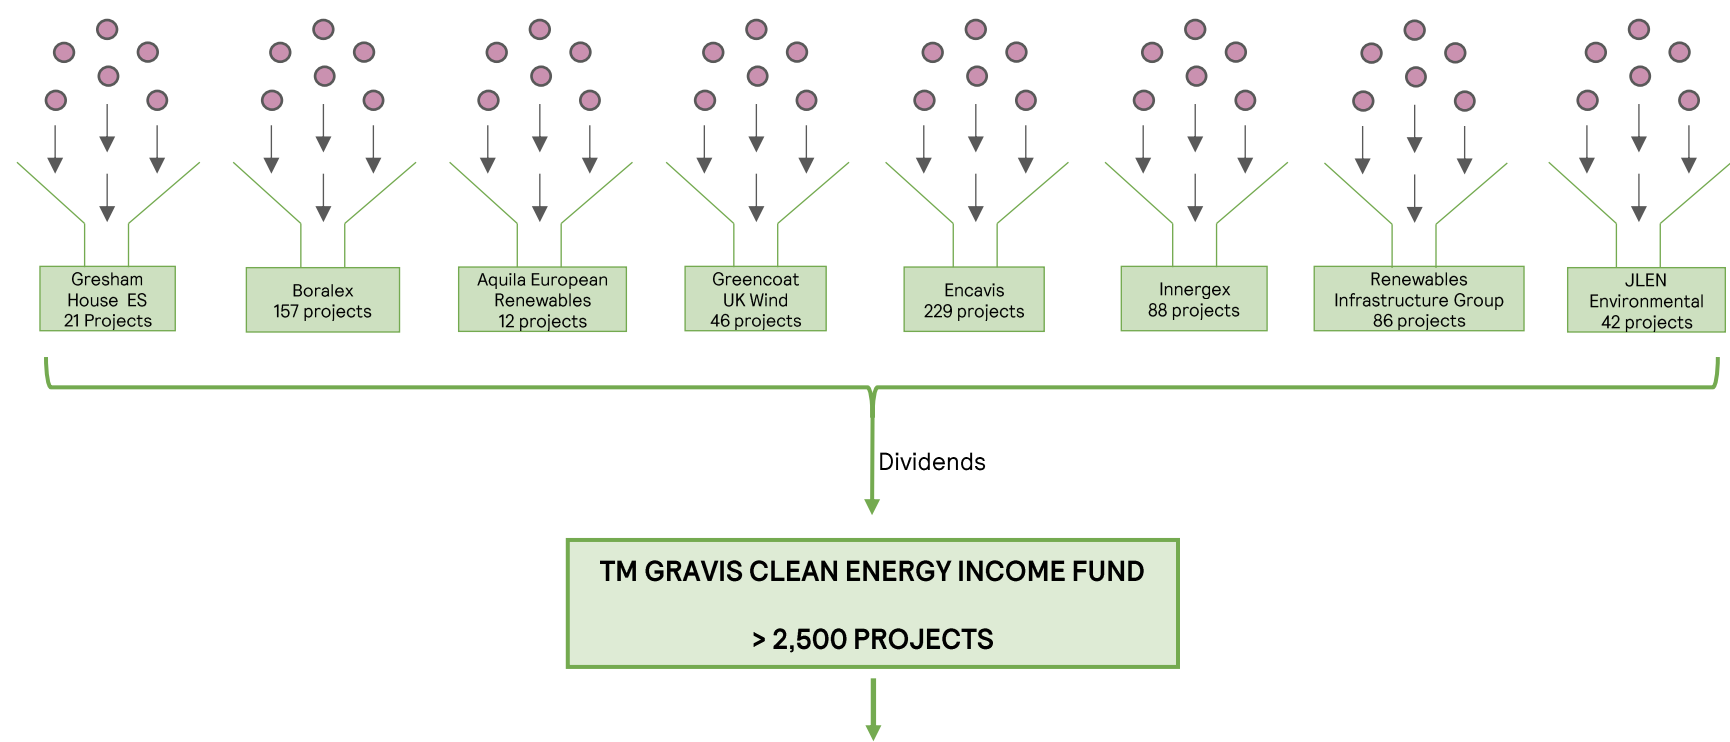 Gresham
House ES
21 Projects
Boralex
157 projects
Aquila European
Renewables
12 projects
Greencoat
UK Wind
46 projects
Encavis
229 projects
Innergex
88 projects
Renewables
Infrastructure Group
86 projects
JLEN
Environmental
42 projects
Dividends
TM GRAVIS CLEAN ENERGY INCOME FUND
> 2,500 PROJECTS